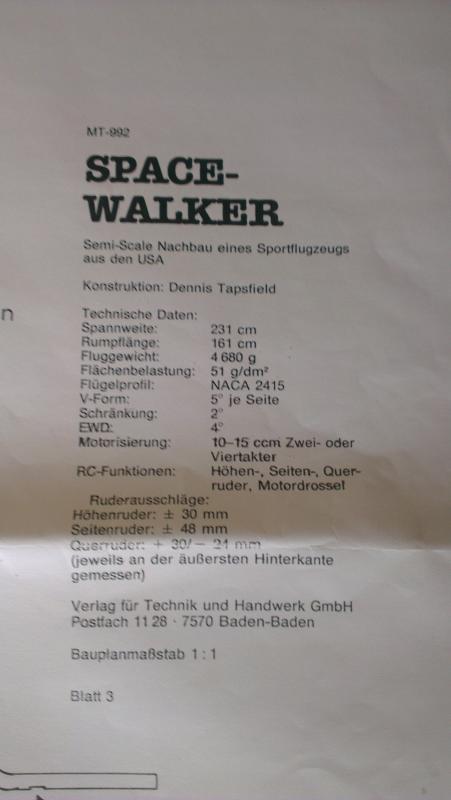 MT-992
SPACE-
WALKER
Semi-Scale Nachbau eines Sportflugzeugs
aus den USA
Konstruktion: Dennis Tapsfield
n
Technische Daten:
Spannweite: 231 cm
Rumpflänge: 161 cm
Fluggewicht: 4 680 g
Flächenbelastung: 51 g/dm²
Flügelprofil: NACA 2415
V-Form: 5° je Seite
Schränkung: 2°
EWD: 4°
Motorisierung: 10–15 ccm Zwei- oder
Viertakter
RC-Funktionen: Höhen-, Seiten-, Quer-
ruder, Motordrossel
Ruderausschläge:
Höhenruder: ± 30 mm
Seitenruder: ± 48 mm
Querruder: + 30/− 24 mm
(jeweils an der äußersten Hinterkante
gemessen)
Verlag für Technik und Handwerk GmbH
Postfach 11 28 · 7570 Baden-Baden
Bauplanmaßstab 1 : 1
Blatt 3